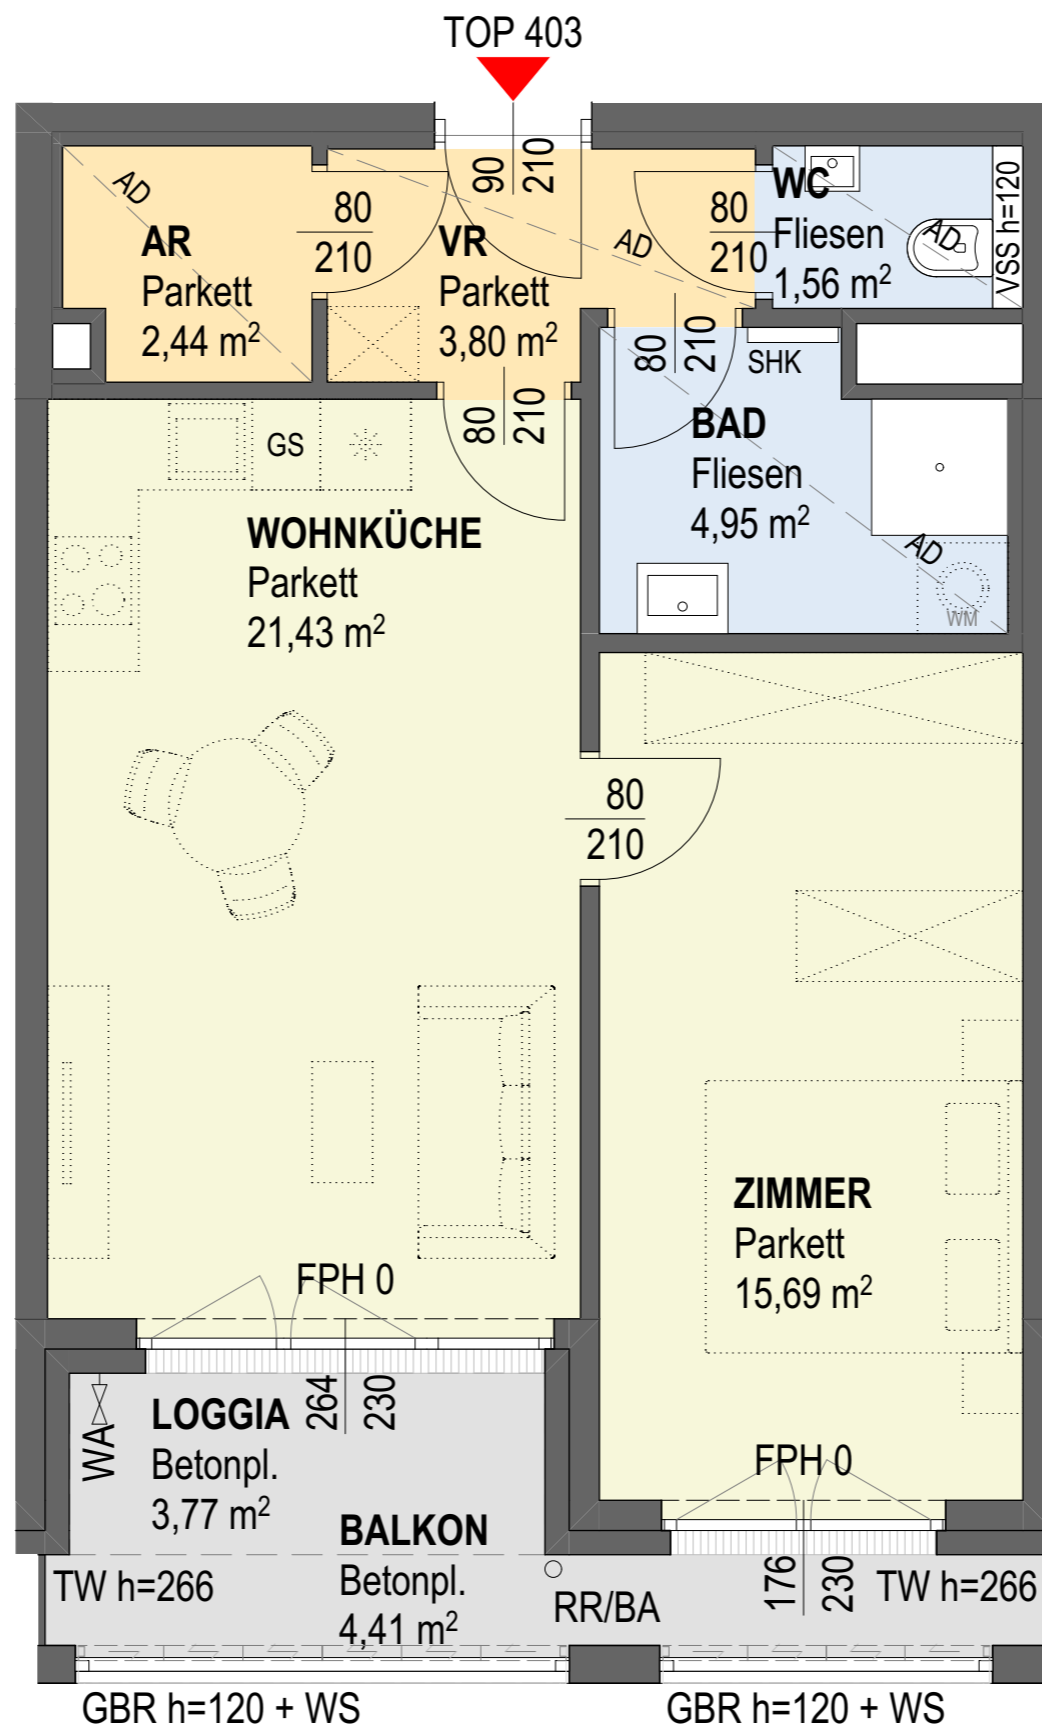 TOP 403
90
210
AD
AR
Parkett
2,44 m²
80
210
VR
Parkett
3,80 m²
AD
80
210
WC
Fliesen
1,56 m²
AD
VSS h=120
80
210
SHK
80
210
BAD
Fliesen
4,95 m²
AD
WM
GS
WOHNKÜCHE
Parkett
21,43 m²
80
210
ZIMMER
Parkett
15,69 m²
FPH 0
264
230
WA
LOGGIA
Betonpl.
3,77 m²
FPH 0
176
230
BALKON
Betonpl.
4,41 m²
TW h=266
RR/BA
TW h=266
GBR h=120 + WS
GBR h=120 + WS